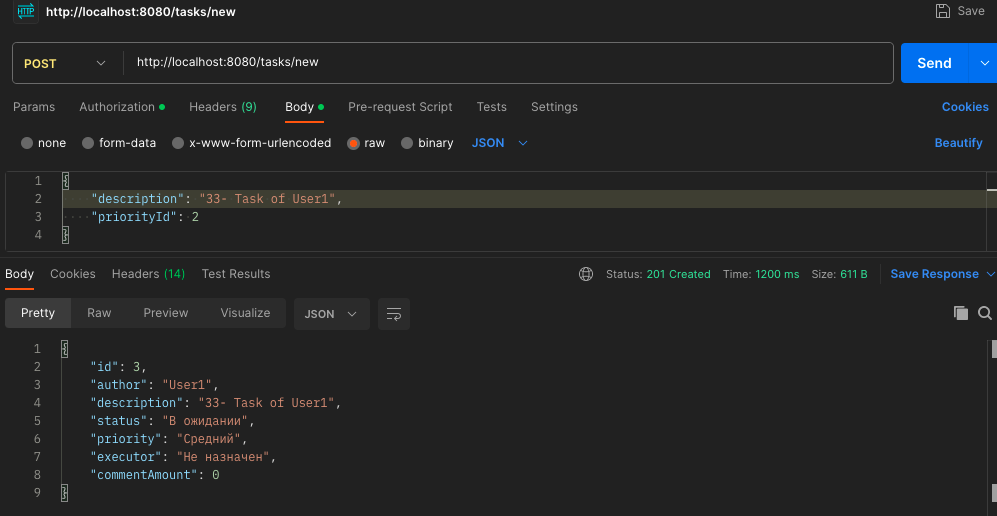 HTTP http://localhost:8080/tasks/new Save
POST http://localhost:8080/tasks/new Send
Params Authorization Headers (9) Body Pre-request Script Tests Settings Cookies
none form-data x-www-form-urlencoded raw binary JSON Beautify
1 {
2 "description": "33- Task of User1",
3 "priorityId": 2
4 }
Body Cookies Headers (14) Test Results Status: 201 Created Time: 1200 ms Size: 611 B Save Response
Pretty Raw Preview Visualize JSON
1 {
2 "id": 3,
3 "author": "User1",
4 "description": "33- Task of User1",
5 "status": "В ожидании",
6 "priority": "Средний",
7 "executor": "Не назначен",
8 "commentAmount": 0
9 }